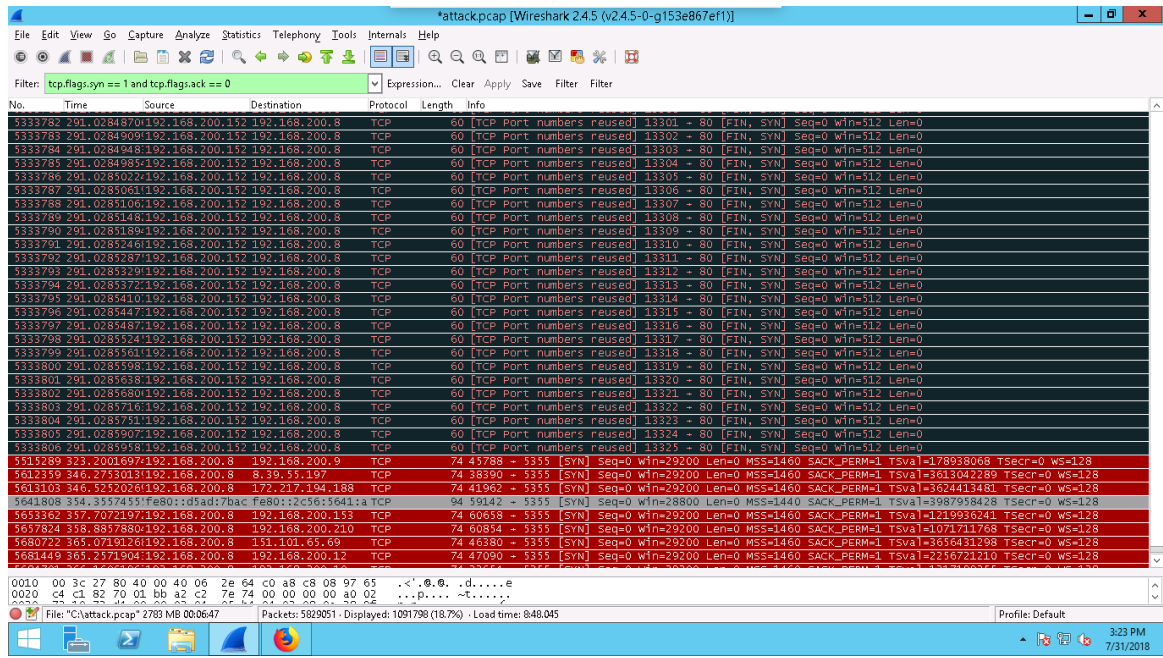 *attack.pcap [Wireshark 2.4.5 (v2.4.5-0-g153e867ef1)]
File Edit View Go Capture Analyze Statistics Telephony Tools Internals Help
Filter: tcp.flags.syn == 1 and tcp.flags.ack == 0 Expression... Clear Apply Save Filter Filter
No. Time Source Destination Protocol Length Info
5333782 291.0284870 192.168.200.152 192.168.200.8 TCP 60 [TCP Port numbers reused] 13301 → 80 [FIN, SYN] Seq=0 Win=512 Len=0
5333783 291.0284909 192.168.200.152 192.168.200.8 TCP 60 [TCP Port numbers reused] 13302 → 80 [FIN, SYN] Seq=0 Win=512 Len=0
5333784 291.0284948 192.168.200.152 192.168.200.8 TCP 60 [TCP Port numbers reused] 13303 → 80 [FIN, SYN] Seq=0 Win=512 Len=0
5333785 291.0284985 192.168.200.152 192.168.200.8 TCP 60 [TCP Port numbers reused] 13304 → 80 [FIN, SYN] Seq=0 Win=512 Len=0
5333786 291.0285022 192.168.200.152 192.168.200.8 TCP 60 [TCP Port numbers reused] 13305 → 80 [FIN, SYN] Seq=0 Win=512 Len=0
5333787 291.0285061 192.168.200.152 192.168.200.8 TCP 60 [TCP Port numbers reused] 13306 → 80 [FIN, SYN] Seq=0 Win=512 Len=0
5333788 291.0285106 192.168.200.152 192.168.200.8 TCP 60 [TCP Port numbers reused] 13307 → 80 [FIN, SYN] Seq=0 Win=512 Len=0
5333789 291.0285148 192.168.200.152 192.168.200.8 TCP 60 [TCP Port numbers reused] 13308 → 80 [FIN, SYN] Seq=0 Win=512 Len=0
5333790 291.0285189 192.168.200.152 192.168.200.8 TCP 60 [TCP Port numbers reused] 13309 → 80 [FIN, SYN] Seq=0 Win=512 Len=0
5333791 291.0285246 192.168.200.152 192.168.200.8 TCP 60 [TCP Port numbers reused] 13310 → 80 [FIN, SYN] Seq=0 Win=512 Len=0
5333792 291.0285287 192.168.200.152 192.168.200.8 TCP 60 [TCP Port numbers reused] 13311 → 80 [FIN, SYN] Seq=0 Win=512 Len=0
5333793 291.0285329 192.168.200.152 192.168.200.8 TCP 60 [TCP Port numbers reused] 13312 → 80 [FIN, SYN] Seq=0 Win=512 Len=0
5333794 291.0285372 192.168.200.152 192.168.200.8 TCP 60 [TCP Port numbers reused] 13313 → 80 [FIN, SYN] Seq=0 Win=512 Len=0
5333795 291.0285410 192.168.200.152 192.168.200.8 TCP 60 [TCP Port numbers reused] 13314 → 80 [FIN, SYN] Seq=0 Win=512 Len=0
5333796 291.0285447 192.168.200.152 192.168.200.8 TCP 60 [TCP Port numbers reused] 13315 → 80 [FIN, SYN] Seq=0 Win=512 Len=0
5333797 291.0285487 192.168.200.152 192.168.200.8 TCP 60 [TCP Port numbers reused] 13316 → 80 [FIN, SYN] Seq=0 Win=512 Len=0
5333798 291.0285524 192.168.200.152 192.168.200.8 TCP 60 [TCP Port numbers reused] 13317 → 80 [FIN, SYN] Seq=0 Win=512 Len=0
5333799 291.0285561 192.168.200.152 192.168.200.8 TCP 60 [TCP Port numbers reused] 13318 → 80 [FIN, SYN] Seq=0 Win=512 Len=0
5333800 291.0285598 192.168.200.152 192.168.200.8 TCP 60 [TCP Port numbers reused] 13319 → 80 [FIN, SYN] Seq=0 Win=512 Len=0
5333801 291.0285638 192.168.200.152 192.168.200.8 TCP 60 [TCP Port numbers reused] 13320 → 80 [FIN, SYN] Seq=0 Win=512 Len=0
5333802 291.0285680 192.168.200.152 192.168.200.8 TCP 60 [TCP Port numbers reused] 13321 → 80 [FIN, SYN] Seq=0 Win=512 Len=0
5333803 291.0285716 192.168.200.152 192.168.200.8 TCP 60 [TCP Port numbers reused] 13322 → 80 [FIN, SYN] Seq=0 Win=512 Len=0
5333804 291.0285751 192.168.200.152 192.168.200.8 TCP 60 [TCP Port numbers reused] 13323 → 80 [FIN, SYN] Seq=0 Win=512 Len=0
5333805 291.0285907 192.168.200.152 192.168.200.8 TCP 60 [TCP Port numbers reused] 13324 → 80 [FIN, SYN] Seq=0 Win=512 Len=0
5333806 291.0285958 192.168.200.152 192.168.200.8 TCP 60 [TCP Port numbers reused] 13325 → 80 [FIN, SYN] Seq=0 Win=512 Len=0
5515289 323.2001697 192.168.200.8 192.168.200.9 TCP 74 45788 → 5355 [SYN] Seq=0 Win=29200 Len=0 MSS=1460 SACK_PERM=1 TSval=178938068 TSecr=0 WS=128
5612359 346.2753013 192.168.200.8 8.39.55.197 TCP 74 38390 → 5355 [SYN] Seq=0 Win=29200 Len=0 MSS=1460 SACK_PERM=1 TSval=3613042289 TSecr=0 WS=128
5613103 346.5252026 192.168.200.8 172.217.194.188 TCP 74 41962 → 5355 [SYN] Seq=0 Win=29200 Len=0 MSS=1460 SACK_PERM=1 TSval=3624413481 TSecr=0 WS=128
5641808 354.3577455 fe80::d5ad:7bac fe80::2c56:5641:a TCP 94 59142 → 5355 [SYN] Seq=0 Win=28800 Len=0 MSS=1440 SACK_PERM=1 TSval=3987958428 TSecr=0 WS=128
5653362 357.7072197 192.168.200.8 192.168.200.153 TCP 74 60658 → 5355 [SYN] Seq=0 Win=29200 Len=0 MSS=1460 SACK_PERM=1 TSval=1219936241 TSecr=0 WS=128
5657824 358.8857880 192.168.200.8 192.168.200.210 TCP 74 60854 → 5355 [SYN] Seq=0 Win=29200 Len=0 MSS=1460 SACK_PERM=1 TSval=1071711768 TSecr=0 WS=128
5680722 365.0719126 192.168.200.8 151.101.65.69 TCP 74 46380 → 5355 [SYN] Seq=0 Win=29200 Len=0 MSS=1460 SACK_PERM=1 TSval=3656431298 TSecr=0 WS=128
5681449 365.2571904 192.168.200.8 192.168.200.12 TCP 74 47090 → 5355 [SYN] Seq=0 Win=29200 Len=0 MSS=1460 SACK_PERM=1 TSval=2256721210 TSecr=0 WS=128
0010 00 3c 27 80 40 00 40 06 2e 64 c0 a8 c8 08 97 65 .<'.@.@. .d.....e
0020 c4 c1 82 70 01 bb a2 c2 7e 74 00 00 00 00 a0 02 ...p.... ~t......
File: "C:\attack.pcap" 2783 MB 00:06:47 Packets: 5829051 · Displayed: 1091798 (18.7%) · Load time: 8:48.045 Profile: Default
3:23 PM
7/31/2018